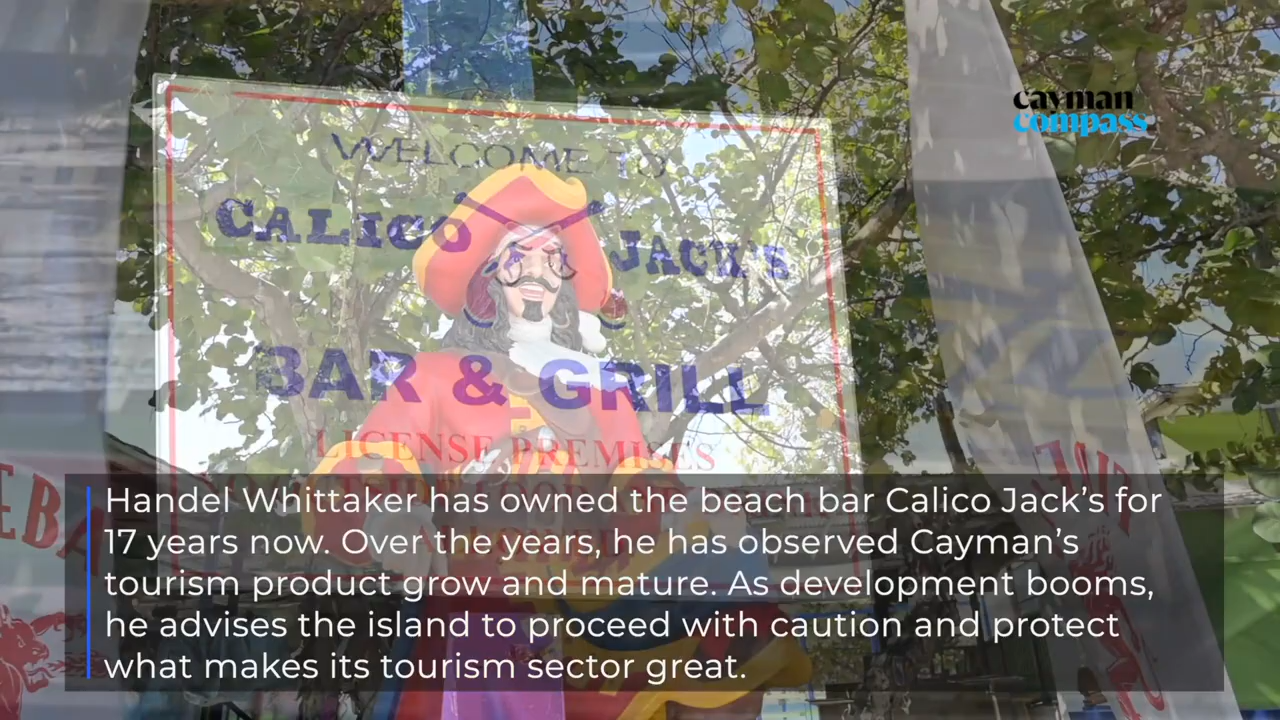 cayman
compass
WELCOME TO
CALICO JACK'S
BAR & GRILL
LICENSE PREMISES
Handel Whittaker has owned the beach bar Calico Jack’s for
17 years now. Over the years, he has observed Cayman’s
tourism product grow and mature. As development booms,
he advises the island to proceed with caution and protect
what makes its tourism sector great.